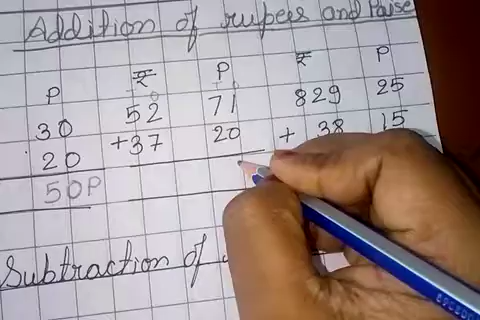 Addition of rupees and Paise
P ₹ P ₹ P
30 52 71 829 25
20 +37 20 + 38 15
50P
Subtraction of